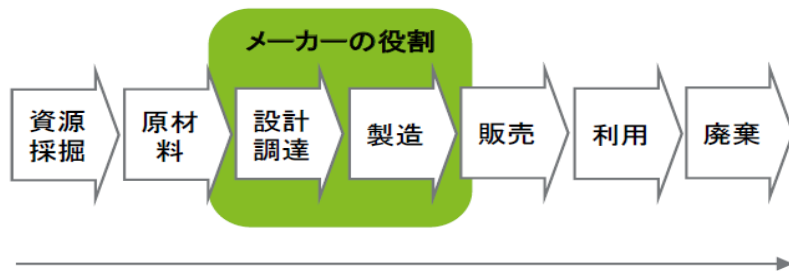 メーカーの役割
資源
採掘
原材
料
設計
調達
製造
販売
利用
廃棄